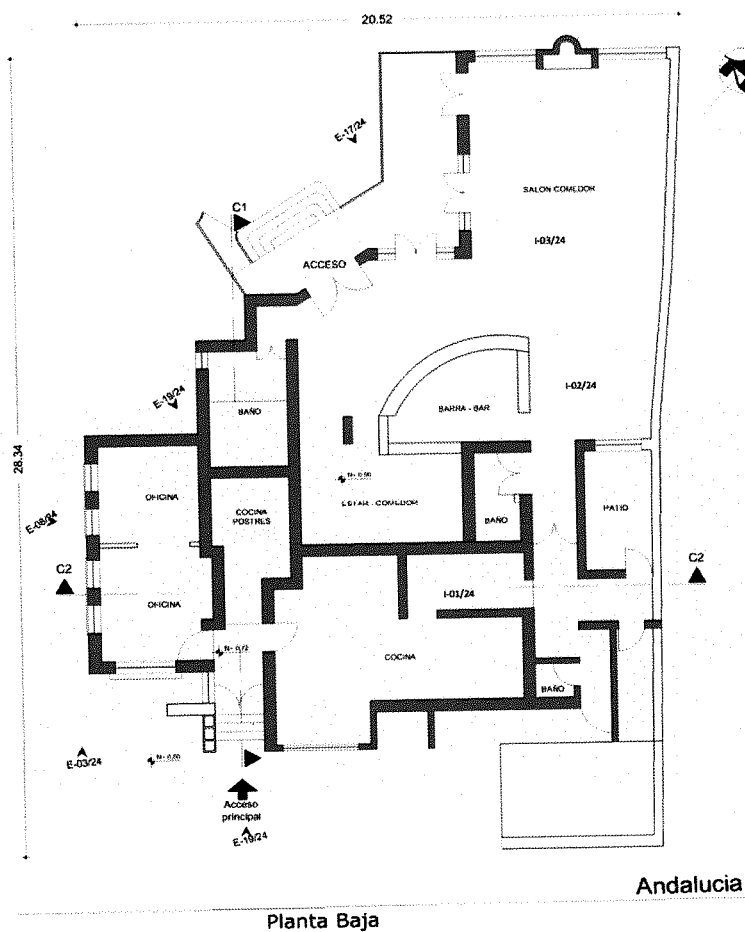 20.52
28.34
E-17/24
C1
SALON COMEDOR
I-03/24
ACCESO
I-02/24
E-19/24
BAÑO
BARRA - BAR
OFICINA
COCINA
POSTRES
ESTAR - COMEDOR
BAÑO
PATIO
E-08/24
C2
C2
I-01/24
OFICINA
COCINA
BAÑO
E-03/24
Acceso
principal
E-19/24
Andalucia
Planta Baja